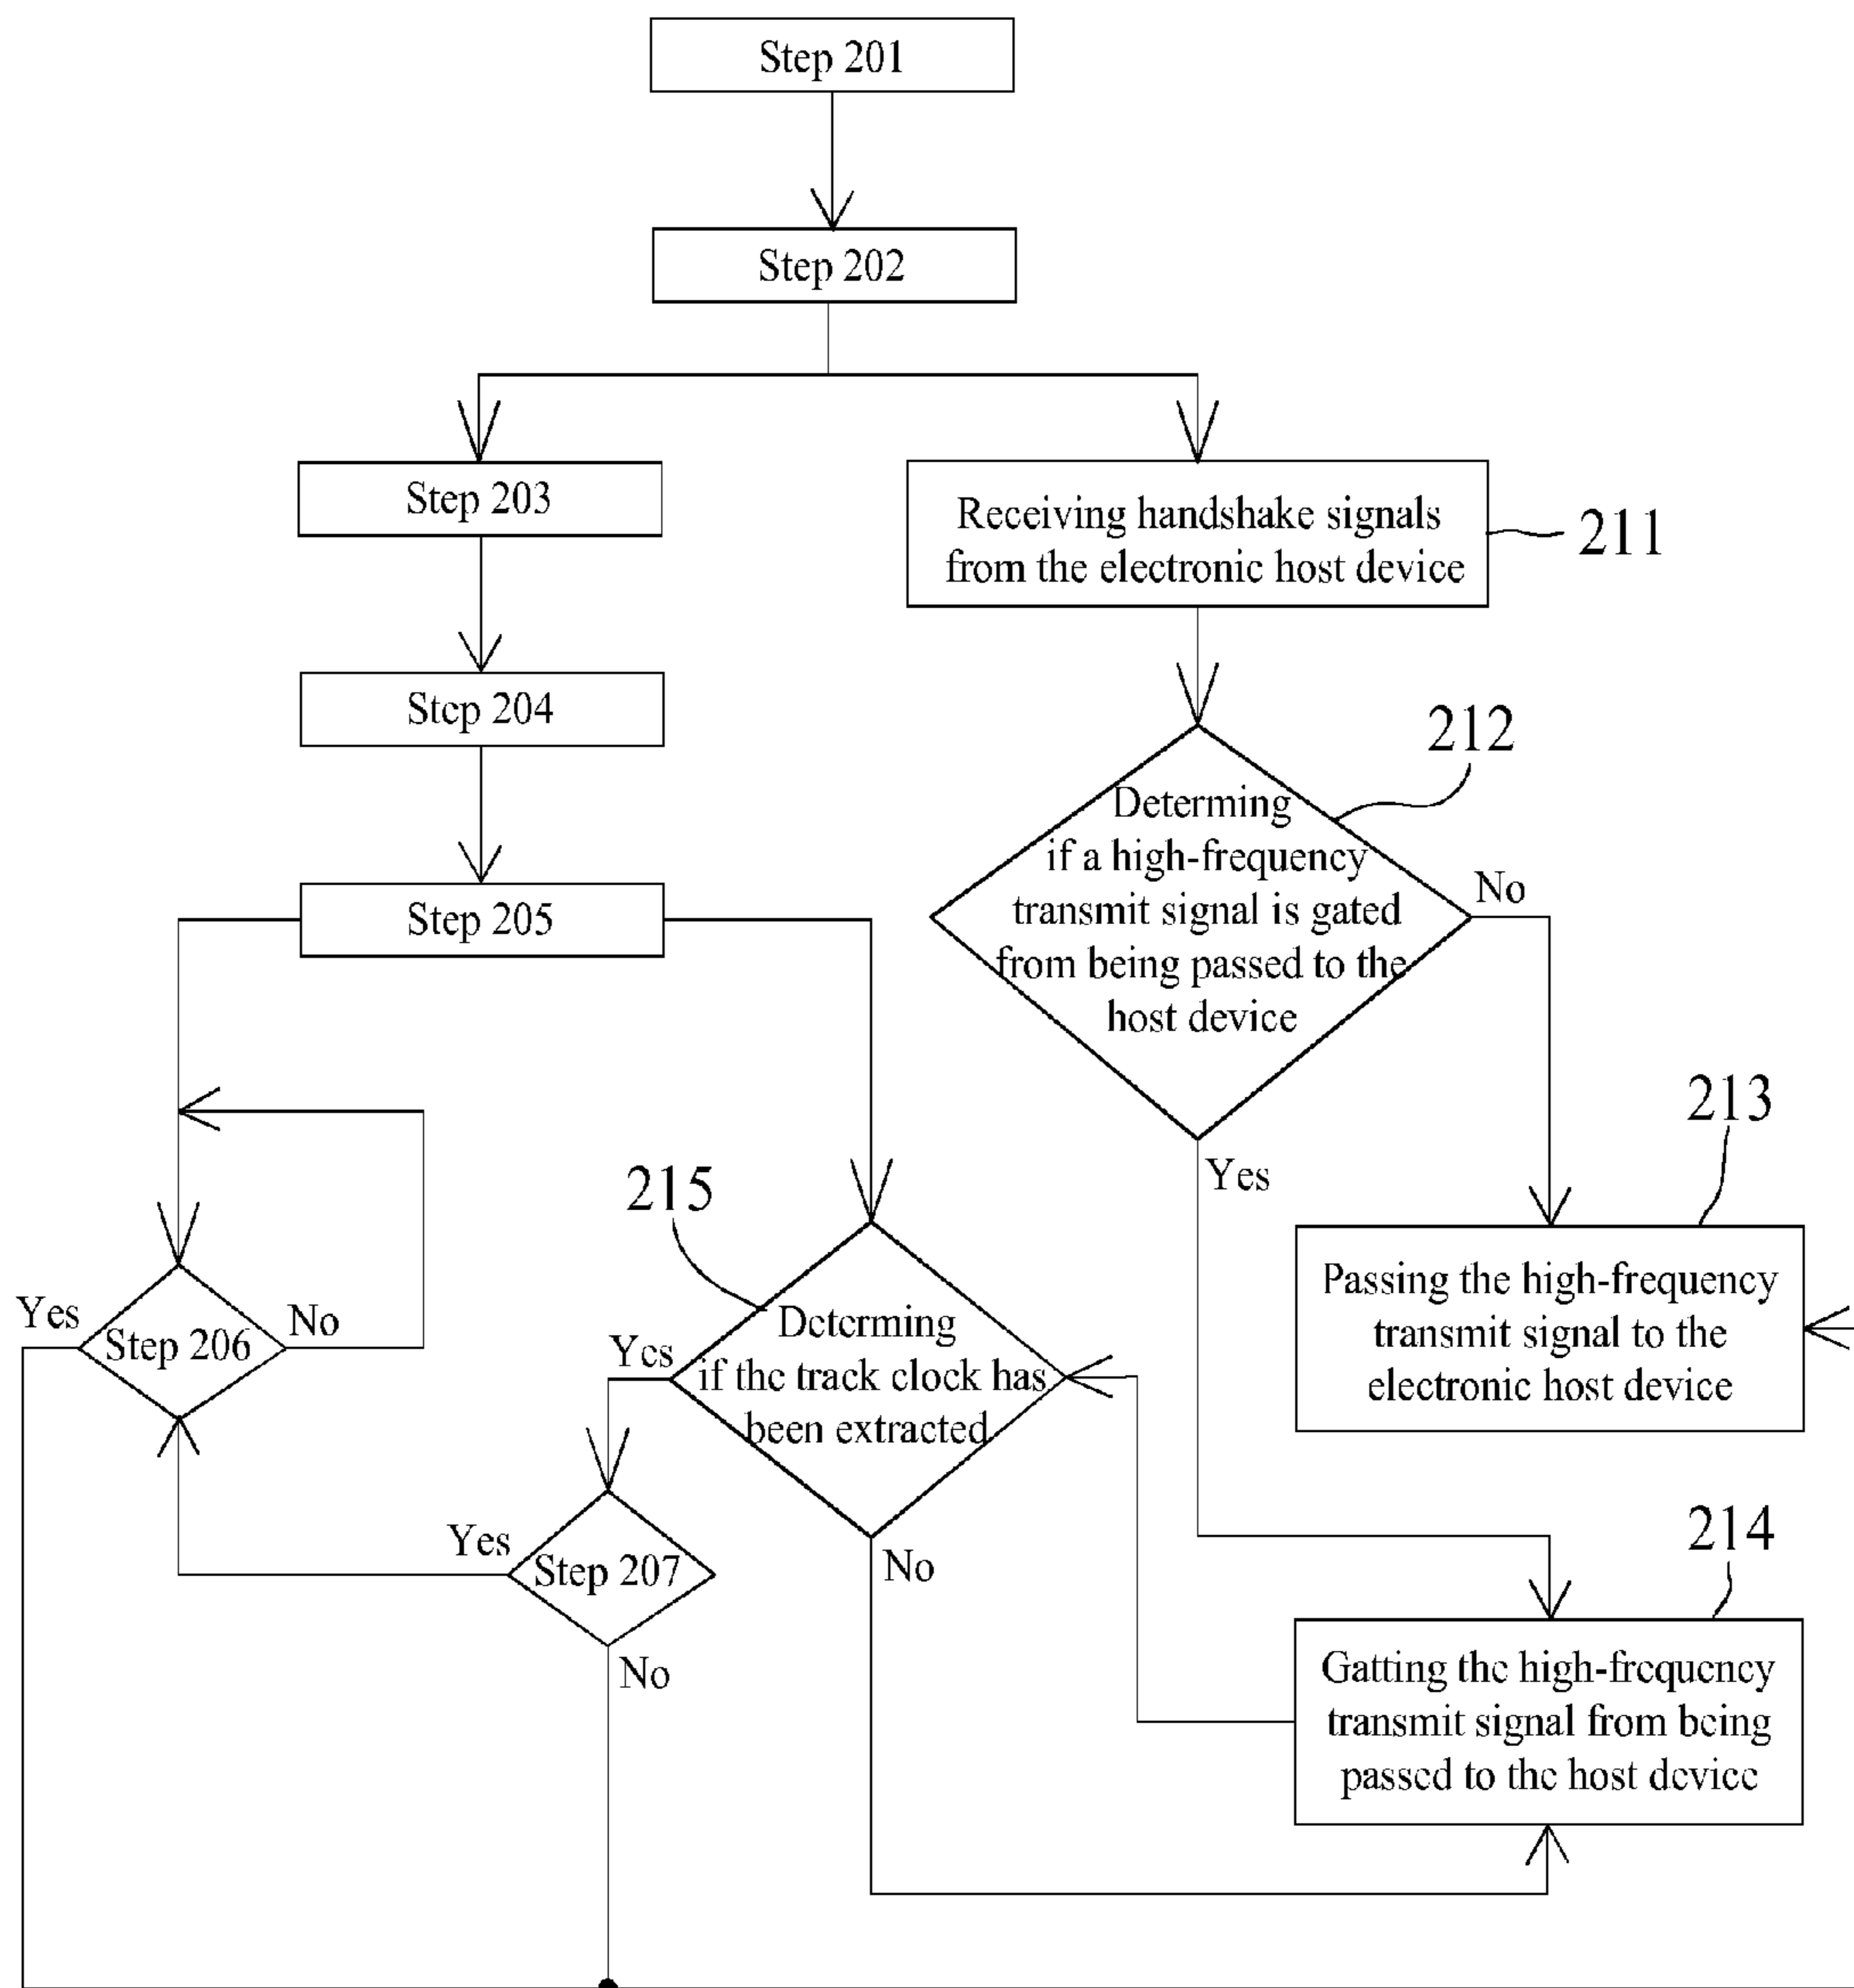 Step 201
Step 202
Step 203
Receiving handshake signals
from the electronic host device
211
Step 204
212
Determing
if a high-frequency
transmit signal is gated
from being passed to the
host device
No
Step 205
213
Yes
215
Passing the high-frequency
transmit signal to the
electronic host device
Yes
Step 206
No
Yes
Determing
if the track clock has
been extracted
214
Yes
Step 207
No
No
Gatting the high-frequency
transmit signal from being
passed to the host device